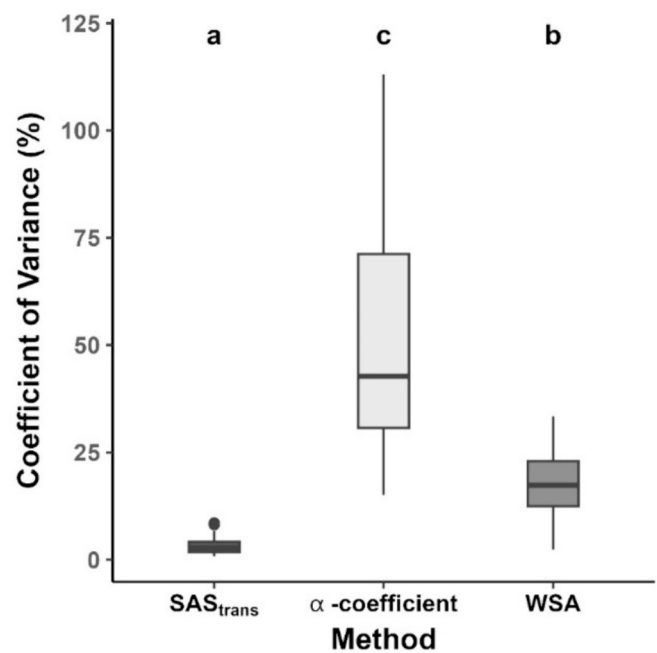 a c b
125
100
75
50
25
0
Coefficient of Variance (%)
SAStrans α -coefficient WSA
Method